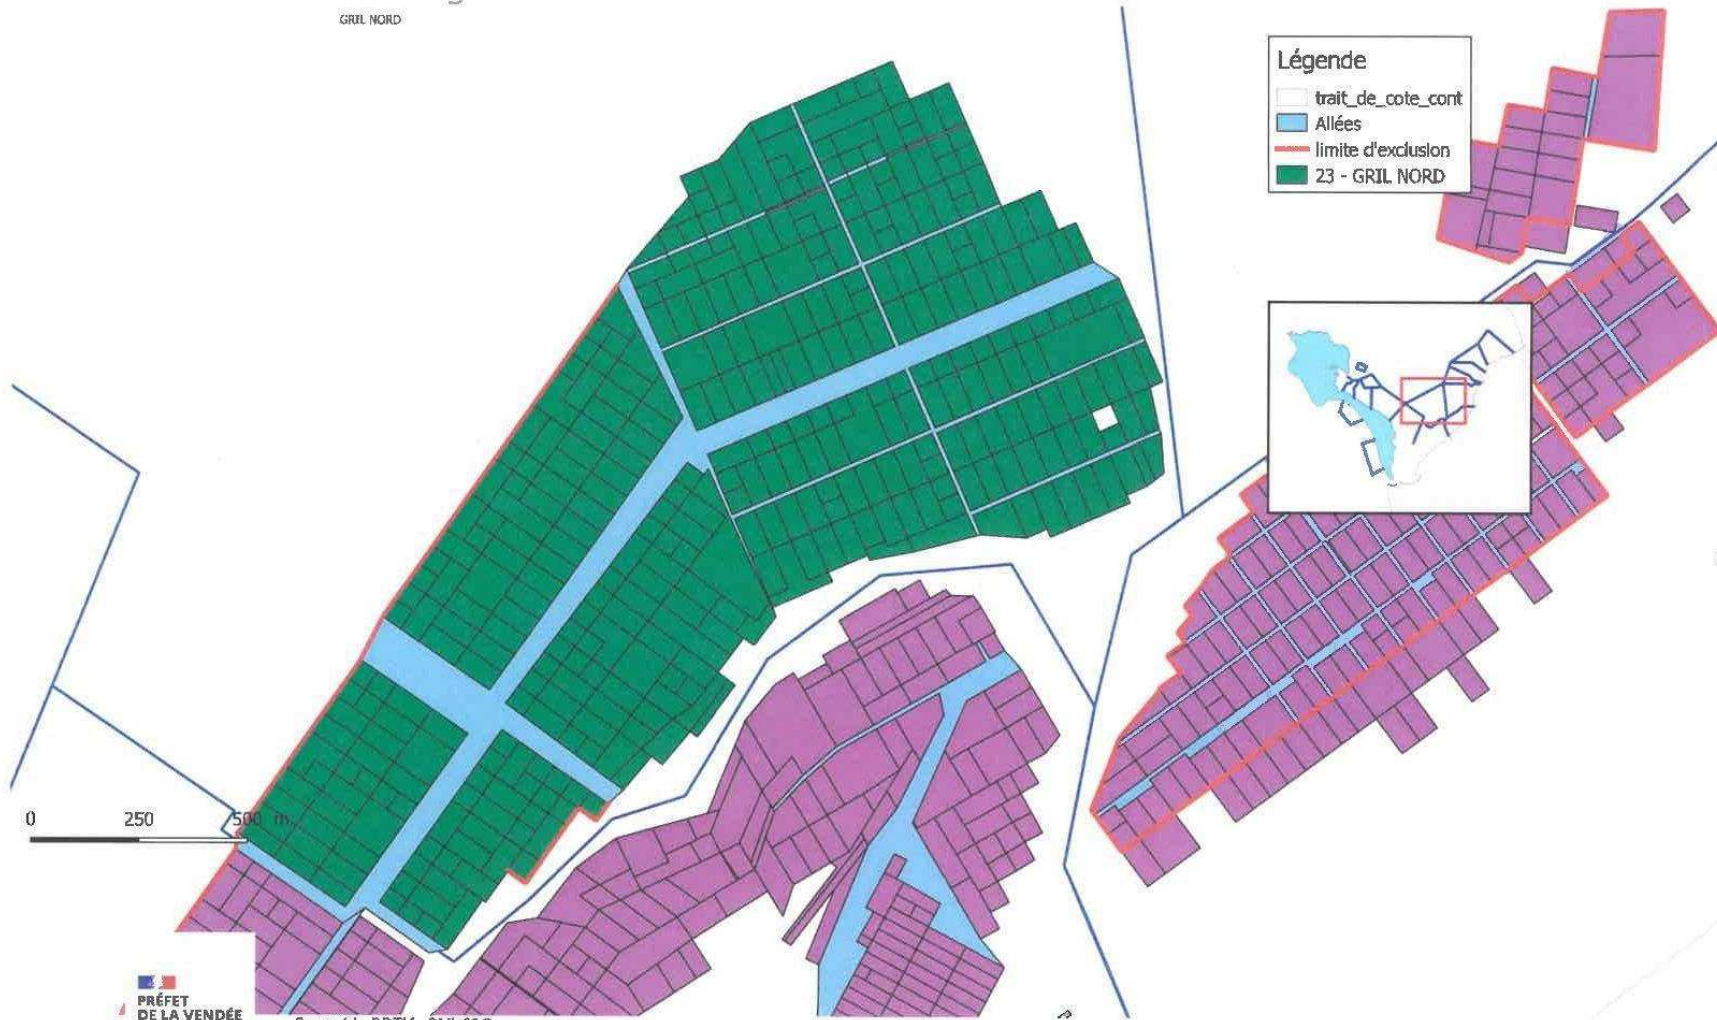 GRIL NORD
Légende
trait_de_cote_cont
Allées
limite d'exclusion
23 - GRIL NORD
0 250 500 m
PRÉFET
DE LA VENDÉE